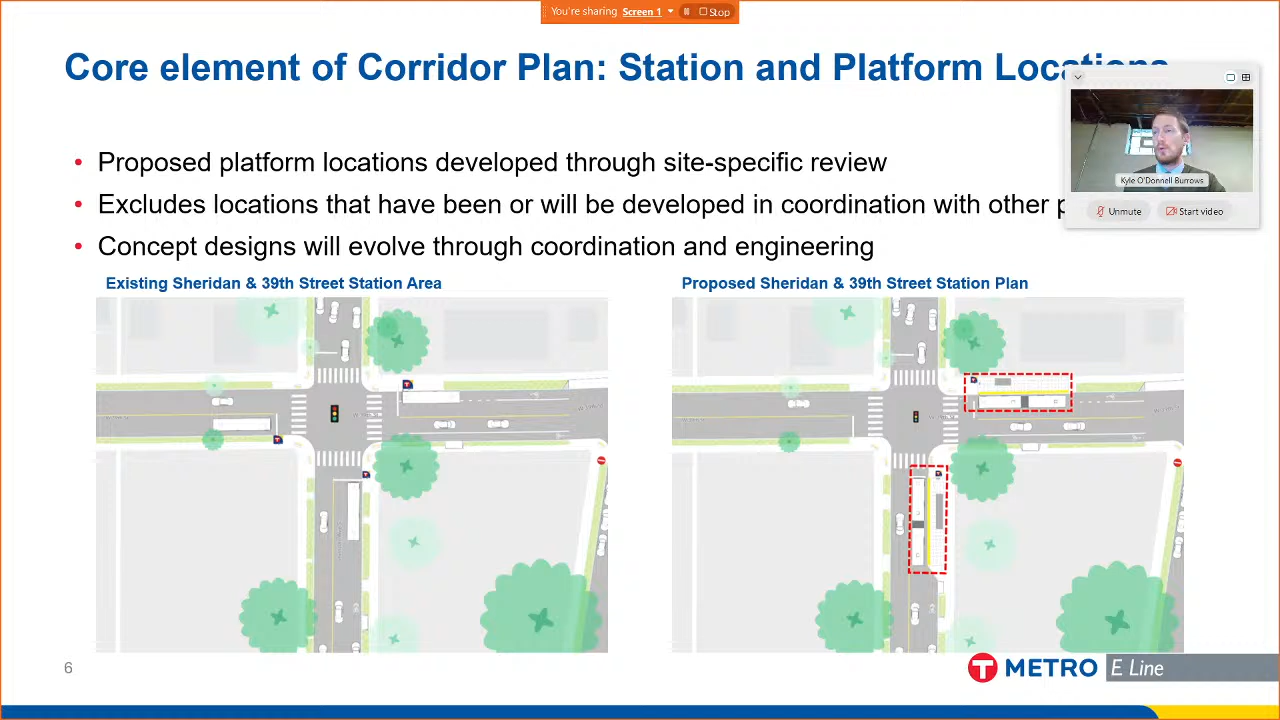 You're sharing Screen 1 Stop
Core element of Corridor Plan: Station and Platform Locations
Kyle O'Donnell Burrows
Unmute Start video
• Proposed platform locations developed through site-specific review
• Excludes locations that have been or will be developed in coordination with other
• Concept designs will evolve through coordination and engineering
Existing Sheridan & 39th Street Station Area
Proposed Sheridan & 39th Street Station Plan
6
T METRO E Line